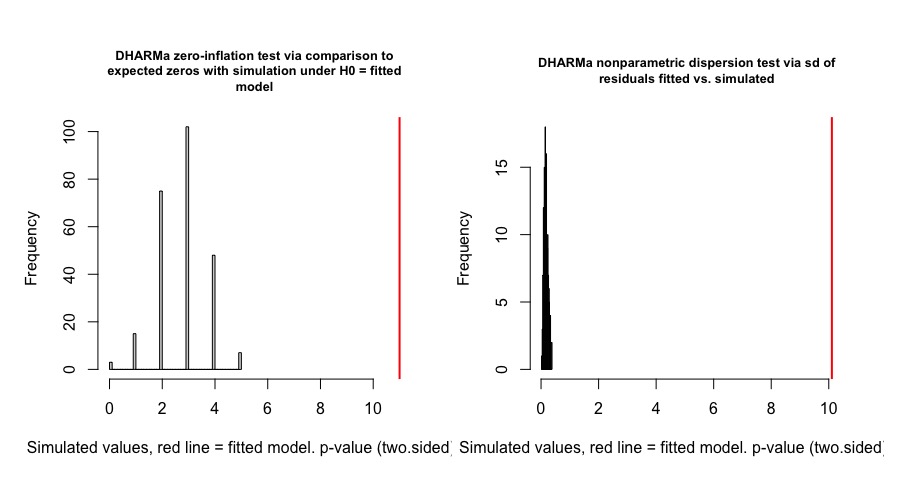 DHARMa zero-inflation test via comparison to
expected zeros with simulation under H0 = fitted
model
Frequency
0 20 40 60 80 100
0 2 4 6 8 10
Simulated values, red line = fitted model. p-value (two.sided)
DHARMa nonparametric dispersion test via sd of
residuals fitted vs. simulated
Frequency
0 5 10 15
0 2 4 6 8 10
Simulated values, red line = fitted model. p-value (two.sided)